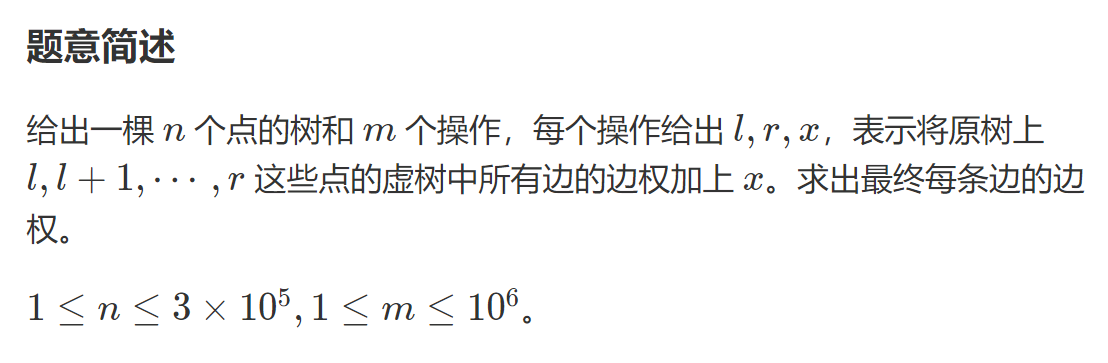 题意简述
给出一棵 n 个点的树和 m 个操作，每个操作给出 l, r, x，表示将原树上
l, l + 1, ⋯ , r 这些点的虚树中所有边的边权加上 x。求出最终每条边的边
权。
1 ≤ n ≤ 3 × 10⁵, 1 ≤ m ≤ 10⁶。